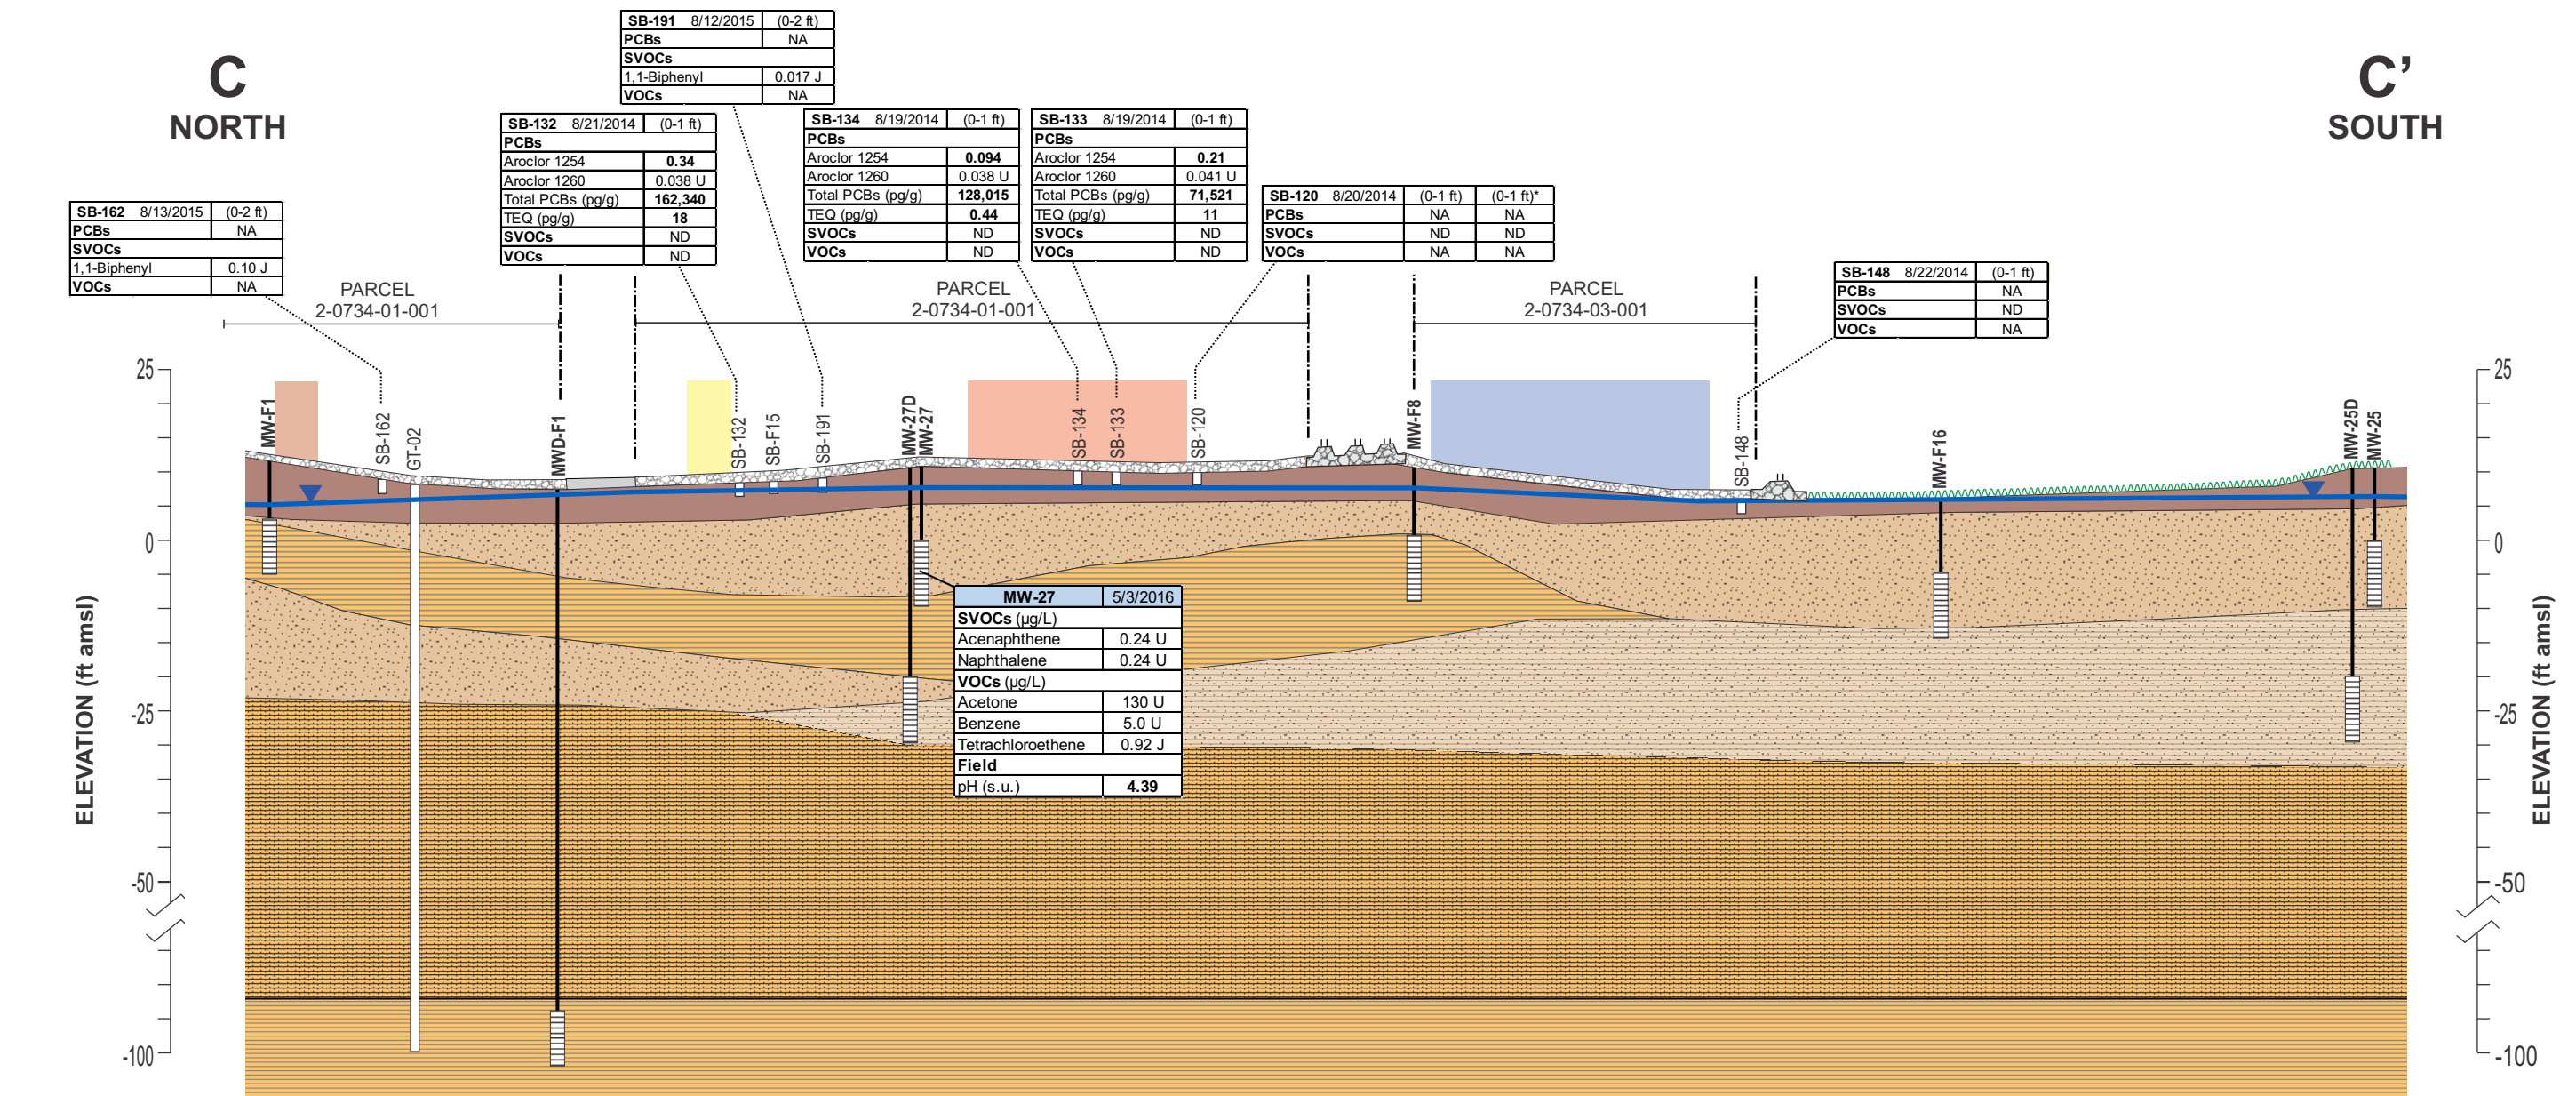 C
NORTH
C’
SOUTH
SB-191 8/12/2015 (0-2 ft)
PCBs NA
SVOCs
1,1-Biphenyl 0.017 J
VOCs NA
SB-132 8/21/2014 (0-1 ft)
PCBs
Aroclor 1254 0.34
Aroclor 1260 0.038 U
Total PCBs (pg/g) 162,340
TEQ (pg/g) 18
SVOCs ND
VOCs ND
SB-134 8/19/2014 (0-1 ft)
PCBs
Aroclor 1254 0.094
Aroclor 1260 0.038 U
Total PCBs (pg/g) 128,015
TEQ (pg/g) 0.44
SVOCs ND
VOCs ND
SB-133 8/19/2014 (0-1 ft)
PCBs
Aroclor 1254 0.21
Aroclor 1260 0.041 U
Total PCBs (pg/g) 71,521
TEQ (pg/g) 11
SVOCs ND
VOCs ND
SB-120 8/20/2014 (0-1 ft) (0-1 ft)*
PCBs NA NA
SVOCs ND ND
VOCs NA NA
SB-162 8/13/2015 (0-2 ft)
PCBs NA
SVOCs
1,1-Biphenyl 0.10 J
VOCs NA
SB-148 8/22/2014 (0-1 ft)
PCBs NA
SVOCs ND
VOCs NA
PARCEL
2-0734-01-001
PARCEL
2-0734-01-001
PARCEL
2-0734-03-001
MW-F1
SB-162
GT-02
MWD-F1
SB-132
SB-F15
SB-191
MW-27D
MW-27
SB-134
SB-133
SB-120
MW-F8
SB-148
MW-F16
MW-25D
MW-25
25
0
-25
-50
-100
ELEVATION (ft amsl)
MW-27 5/3/2016
SVOCs (µg/L)
Acenaphthene 0.24 U
Naphthalene 0.24 U
VOCs (µg/L)
Acetone 130 U
Benzene 5.0 U
Tetrachloroethene 0.92 J
Field
pH (s.u.) 4.39
25
0
-25
-50
-100
ELEVATION (ft amsl)